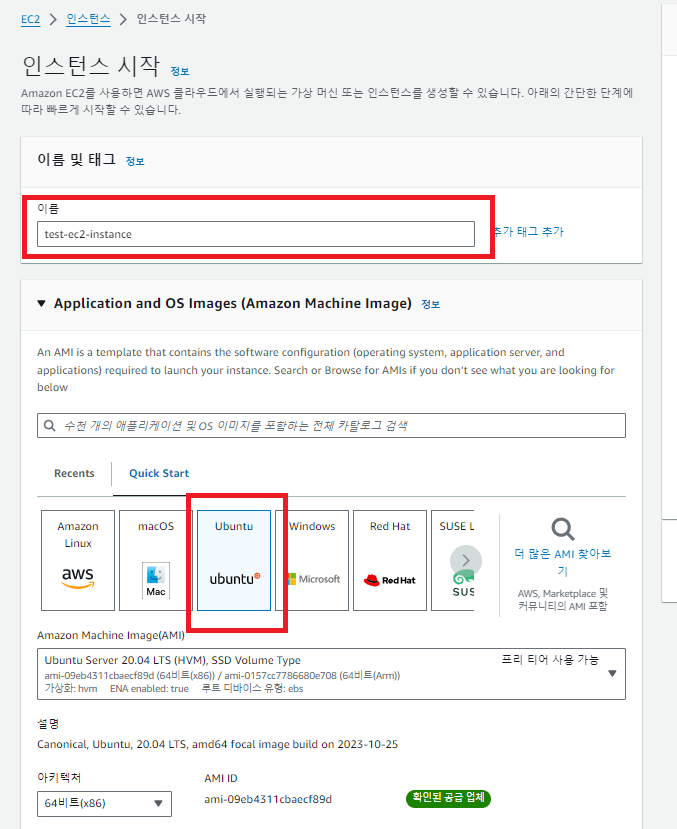 EC2 > 인스턴스 > 인스턴스 시작
인스턴스 시작 정보
Amazon EC2를 사용하면 AWS 클라우드에서 실행되는 가상 머신 또는 인스턴스를 생성할 수 있습니다. 아래의 간단한 단계에
따라 빠르게 시작할 수 있습니다.
이름 및 태그 정보
이름
test-ec2-instance
추가 태그 추가
Application and OS Images (Amazon Machine Image) 정보
An AMI is a template that contains the software configuration (operating system, application server, and
applications) required to launch your instance. Search or Browse for AMIs if you don't see what you are looking for
below
수천 개의 애플리케이션 및 OS 이미지를 포함하는 전체 카탈로그 검색
Recents
Quick Start
Amazon
Linux
aws
macOS
Mac
Ubuntu
ubuntu
Windows
Microsoft
Red Hat
Red Hat
SUSE L
SUS
더 많은 AMI 찾아보
기
AWS, Marketplace 및
커뮤니티의 AMI 포함
Amazon Machine Image(AMI)
Ubuntu Server 20.04 LTS (HVM), SSD Volume Type
프리 티어 사용 가능
ami-09eb4311cbaecf89d (64비트(x86)) / ami-0157cc7786680e708 (64비트(Arm))
가상화: hvm ENA enabled: true 루트 디바이스 유형: ebs
설명
Canonical, Ubuntu, 20.04 LTS, amd64 focal image build on 2023-10-25
아키텍처
64비트(x86)
AMI ID
ami-09eb4311cbaecf89d
확인된 공급 업체